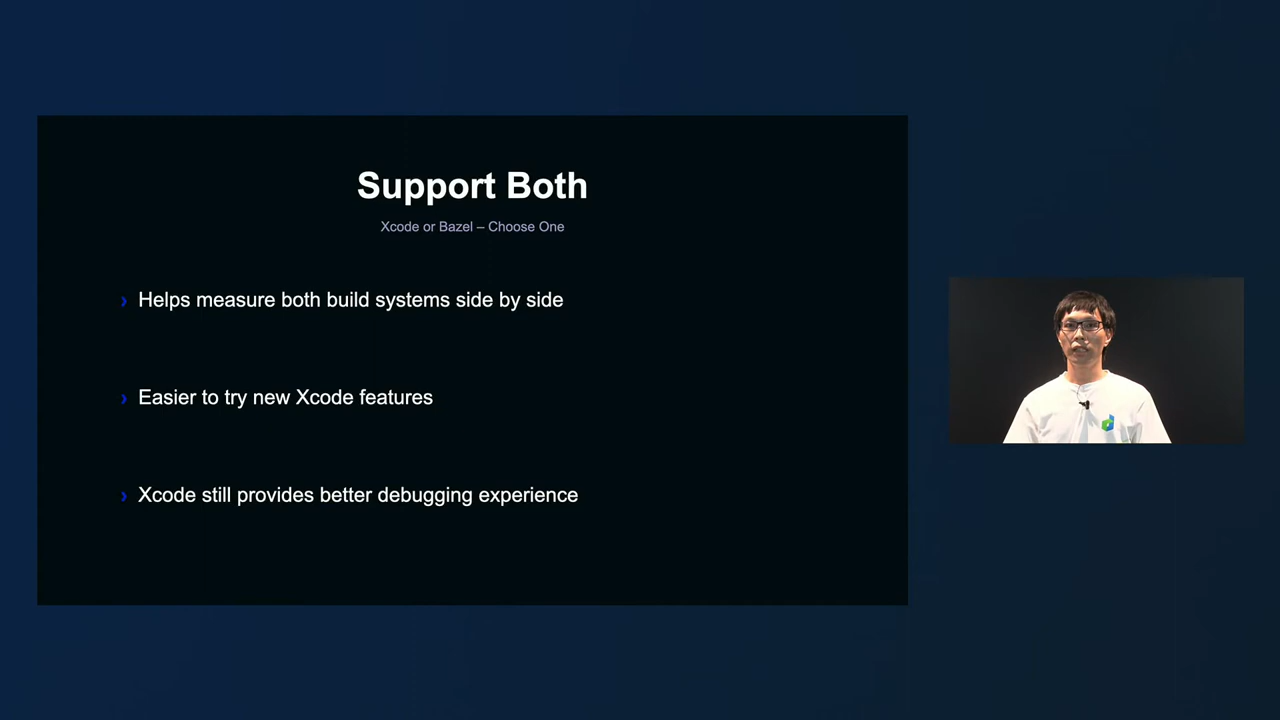 Support Both
Xcode or Bazel – Choose One
› Helps measure both build systems side by side
› Easier to try new Xcode features
› Xcode still provides better debugging experience